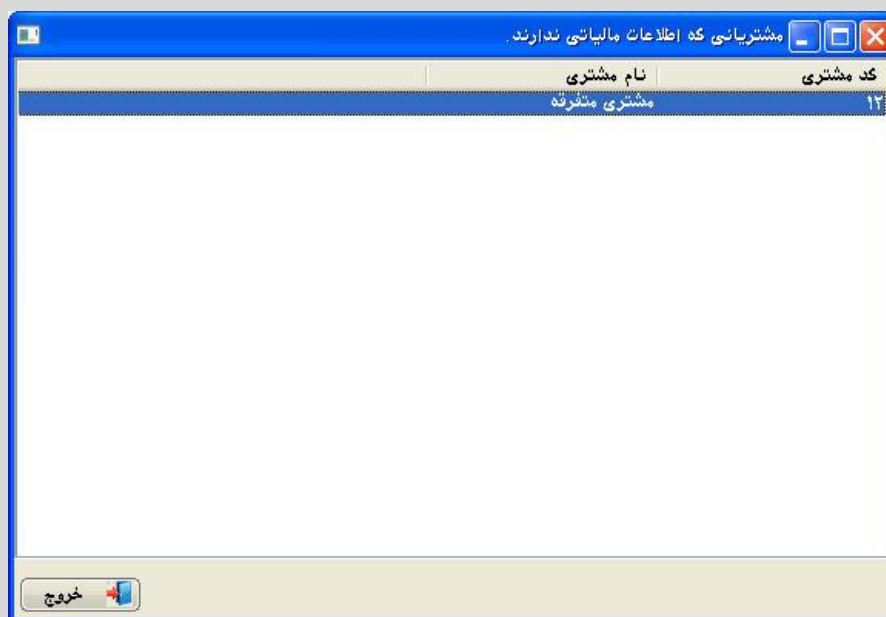 مشتریانی که اطلاعات مالیاتی ندارند.
کد مشتری نام مشتری
۱۲ مشتری متفرقه
خروج